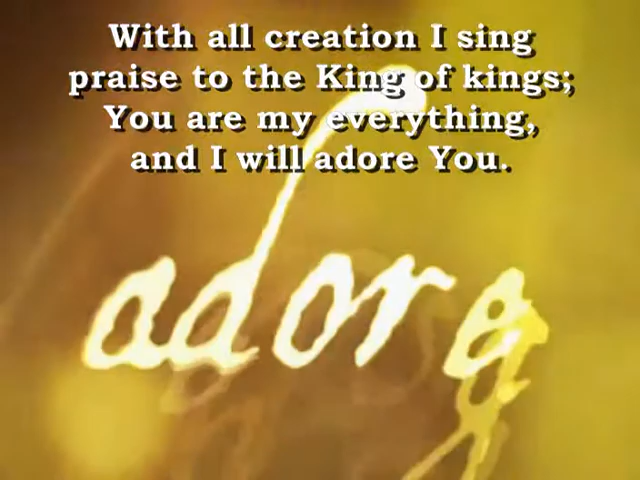 With all creation I sing
praise to the King of kings;
You are my everything,
and I will adore You.
adore